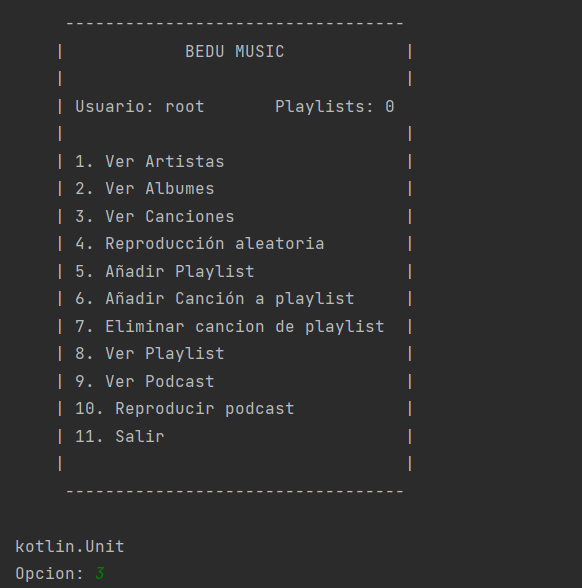 ----------------------------------
| BEDU MUSIC |
| |
| Usuario: root Playlists: 0
| |
| 1. Ver Artistas |
| 2. Ver Albumes |
| 3. Ver Canciones |
| 4. Reproducción aleatoria |
| 5. Añadir Playlist |
| 6. Añadir Canción a playlist |
| 7. Eliminar cancion de playlist |
| 8. Ver Playlist |
| 9. Ver Podcast |
| 10. Reproducir podcast |
| 11. Salir |
| |
----------------------------------
kotlin.Unit
Opcion: 3